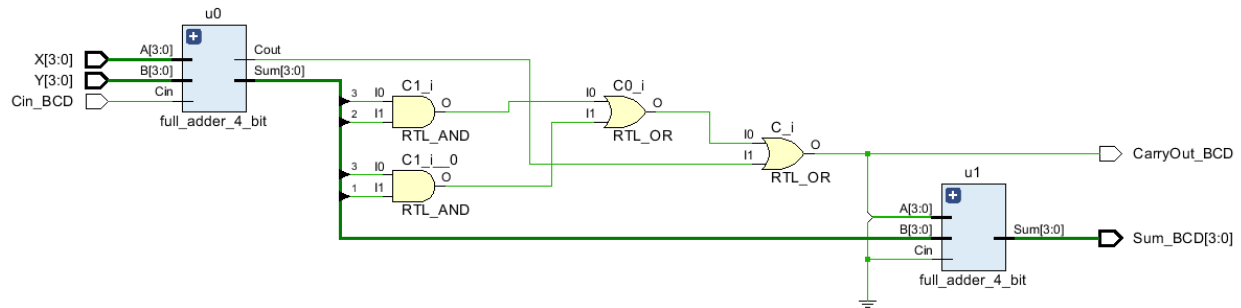 u0
X[3:0]
Y[3:0]
Cin_BCD
A[3:0]
B[3:0]
Cin
Cout
Sum[3:0]
full_adder_4_bit
C1_i
3 I0
2 I1
O
RTL_AND
C1_i__0
3 I0
1 I1
O
RTL_AND
C0_i
I0
I1
O
RTL_OR
C_i
I0
I1
O
RTL_OR
CarryOut_BCD
u1
A[3:0]
B[3:0]
Cin
Sum[3:0]
full_adder_4_bit
Sum_BCD[3:0]